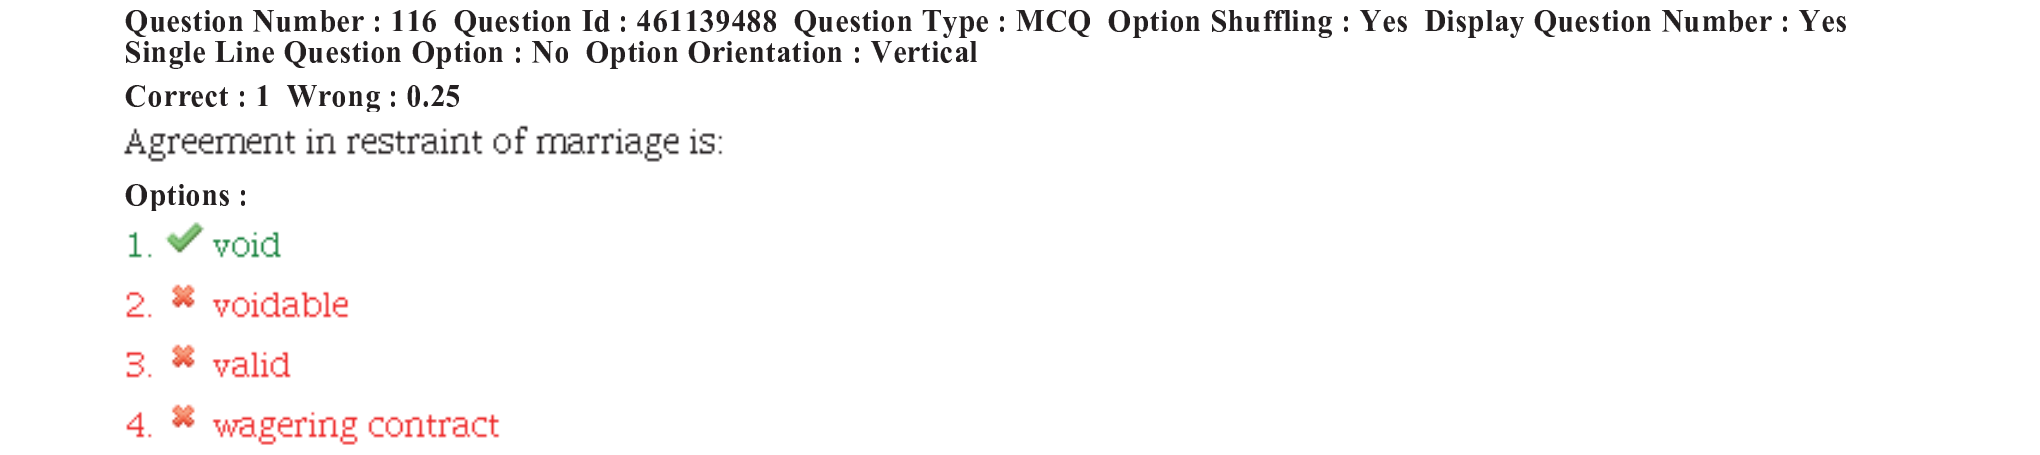 Question Number : 116 Question Id : 461139488 Question Type : MCQ Option Shuffling : Yes Display Question Number : Yes
Single Line Question Option : No Option Orientation : Vertical
Correct : 1 Wrong : 0.25
Agreement in restraint of marriage is:
Options :
1. void
2. voidable
3. valid
4. wagering contract